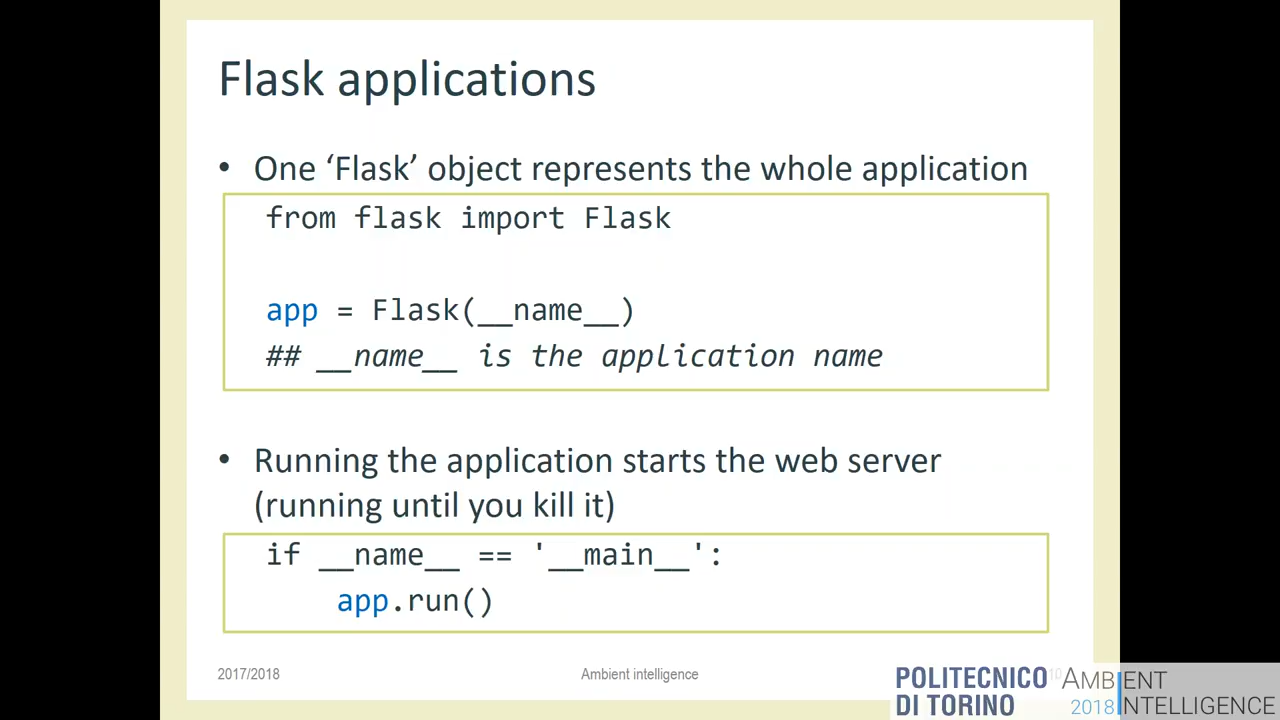 Flask applications
• One ‘Flask’ object represents the whole application
from flask import Flask
app = Flask(__name__)
## __name__ is the application name
• Running the application starts the web server
(running until you kill it)
if __name__ == '__main__':
    app.run()
2017/2018
Ambient intelligence
10
POLITECNICO
DI TORINO
AMBIENT
2018 INTELLIGENCE